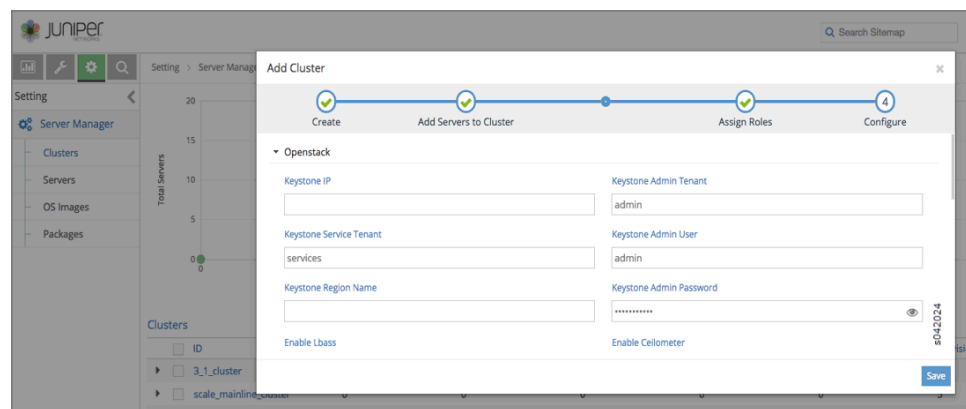 JUNIPER
NETWORKS
Search Sitemap
Setting > Server Manage
Setting
Server Manager
Clusters
Servers
OS Images
Packages
Total Servers
20
15
10
5
0
0
Clusters
ID
3_1_cluster
scale_mainline_cluster
Add Cluster
Create
Add Servers to Cluster
Assign Roles
4
Configure
Openstack
Keystone IP
Keystone Admin Tenant
admin
Keystone Service Tenant
Keystone Admin User
services
admin
Keystone Region Name
Keystone Admin Password
Enable Lbass
Enable Ceilometer
Save
s042024